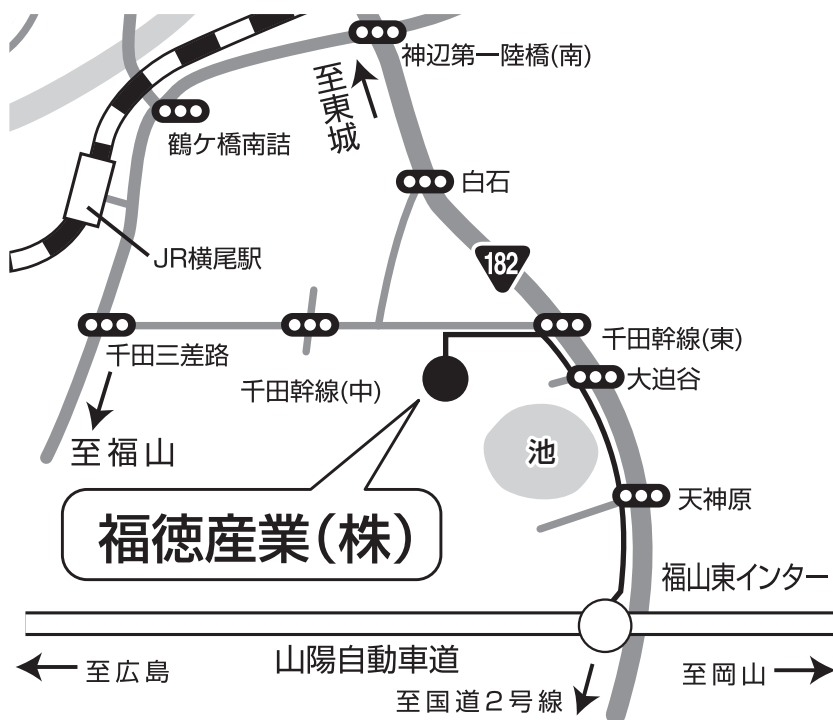 神辺第一陸橋(南)
至東城
鶴ケ橋南詰
白石
JR横尾駅
182
千田幹線(東)
千田三差路
大迫谷
千田幹線(中)
至福山
池
天神原
福徳産業(株)
福山東インター
山陽自動車道
至広島
至岡山
至国道2号線